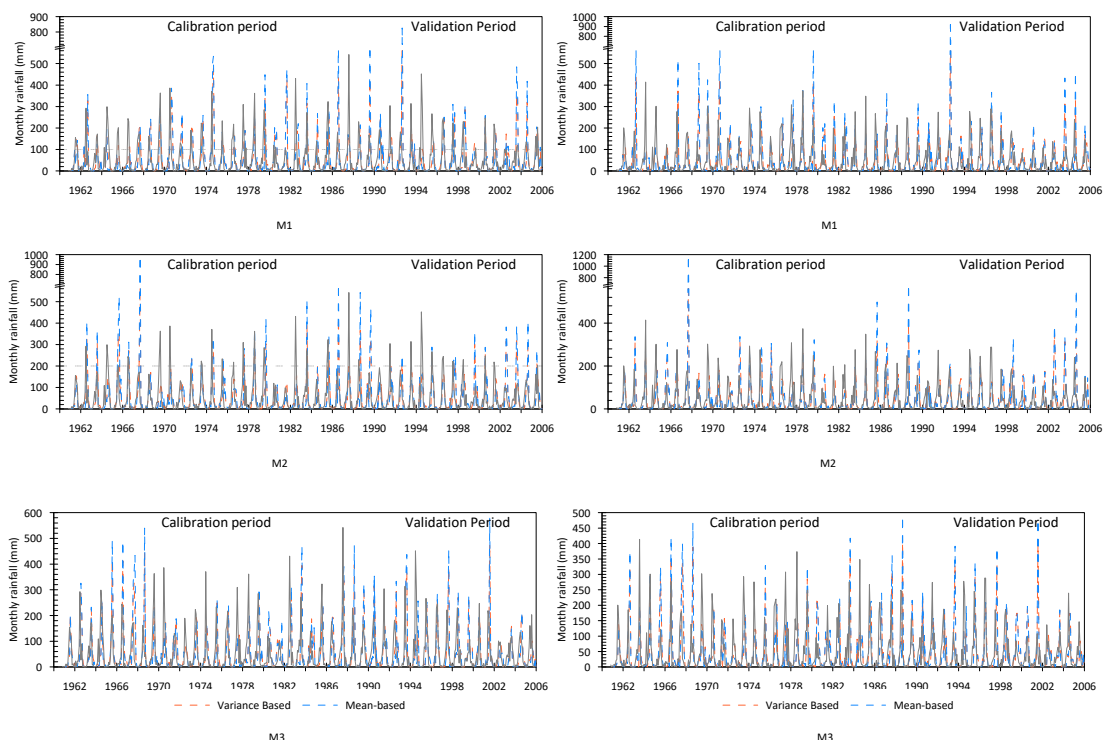 Calibration period Validation Period
Monthly rainfall (mm)
900
800
500
400
300
200
100
0
1962 1966 1970 1974 1978 1982 1986 1990 1994 1998 2002 2006
M1
Calibration period Validation Period
Monthly rainfall (mm)
1000
900
800
500
400
300
200
100
0
1962 1966 1970 1974 1978 1982 1986 1990 1994 1998 2002 2006
M1
Calibration period Validation Period
Monthly rainfall (mm)
1000
900
800
500
400
300
200
100
0
1962 1966 1970 1974 1978 1982 1986 1990 1994 1998 2002 2006
M2
Calibration period Validation Period
Monthly rainfall (mm)
1200
1000
800
400
200
0
1962 1966 1970 1974 1978 1982 1986 1990 1994 1998 2002 2006
M2
Calibration period Validation Period
Monthly rainfall (mm)
600
500
400
300
200
100
0
1962 1966 1970 1974 1978 1982 1986 1990 1994 1998 2002 2006
Variance Based Mean-based
M3
Calibration period Validation Period
Monthly rainfall (mm)
500
450
400
350
300
250
200
150
100
50
0
1962 1966 1970 1974 1978 1982 1986 1990 1994 1998 2002 2006
Variance Based Mean-based
M3